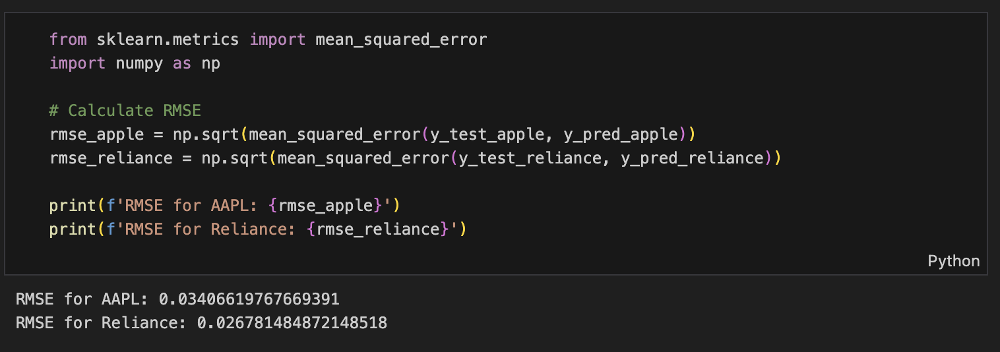 from sklearn.metrics import mean_squared_error
import numpy as np
# Calculate RMSE
rmse_apple = np.sqrt(mean_squared_error(y_test_apple, y_pred_apple))
rmse_reliance = np.sqrt(mean_squared_error(y_test_reliance, y_pred_reliance))
print(f'RMSE for AAPL: {rmse_apple}')
print(f'RMSE for Reliance: {rmse_reliance}')
Python
RMSE for AAPL: 0.03406619767669391
RMSE for Reliance: 0.026781484872148518